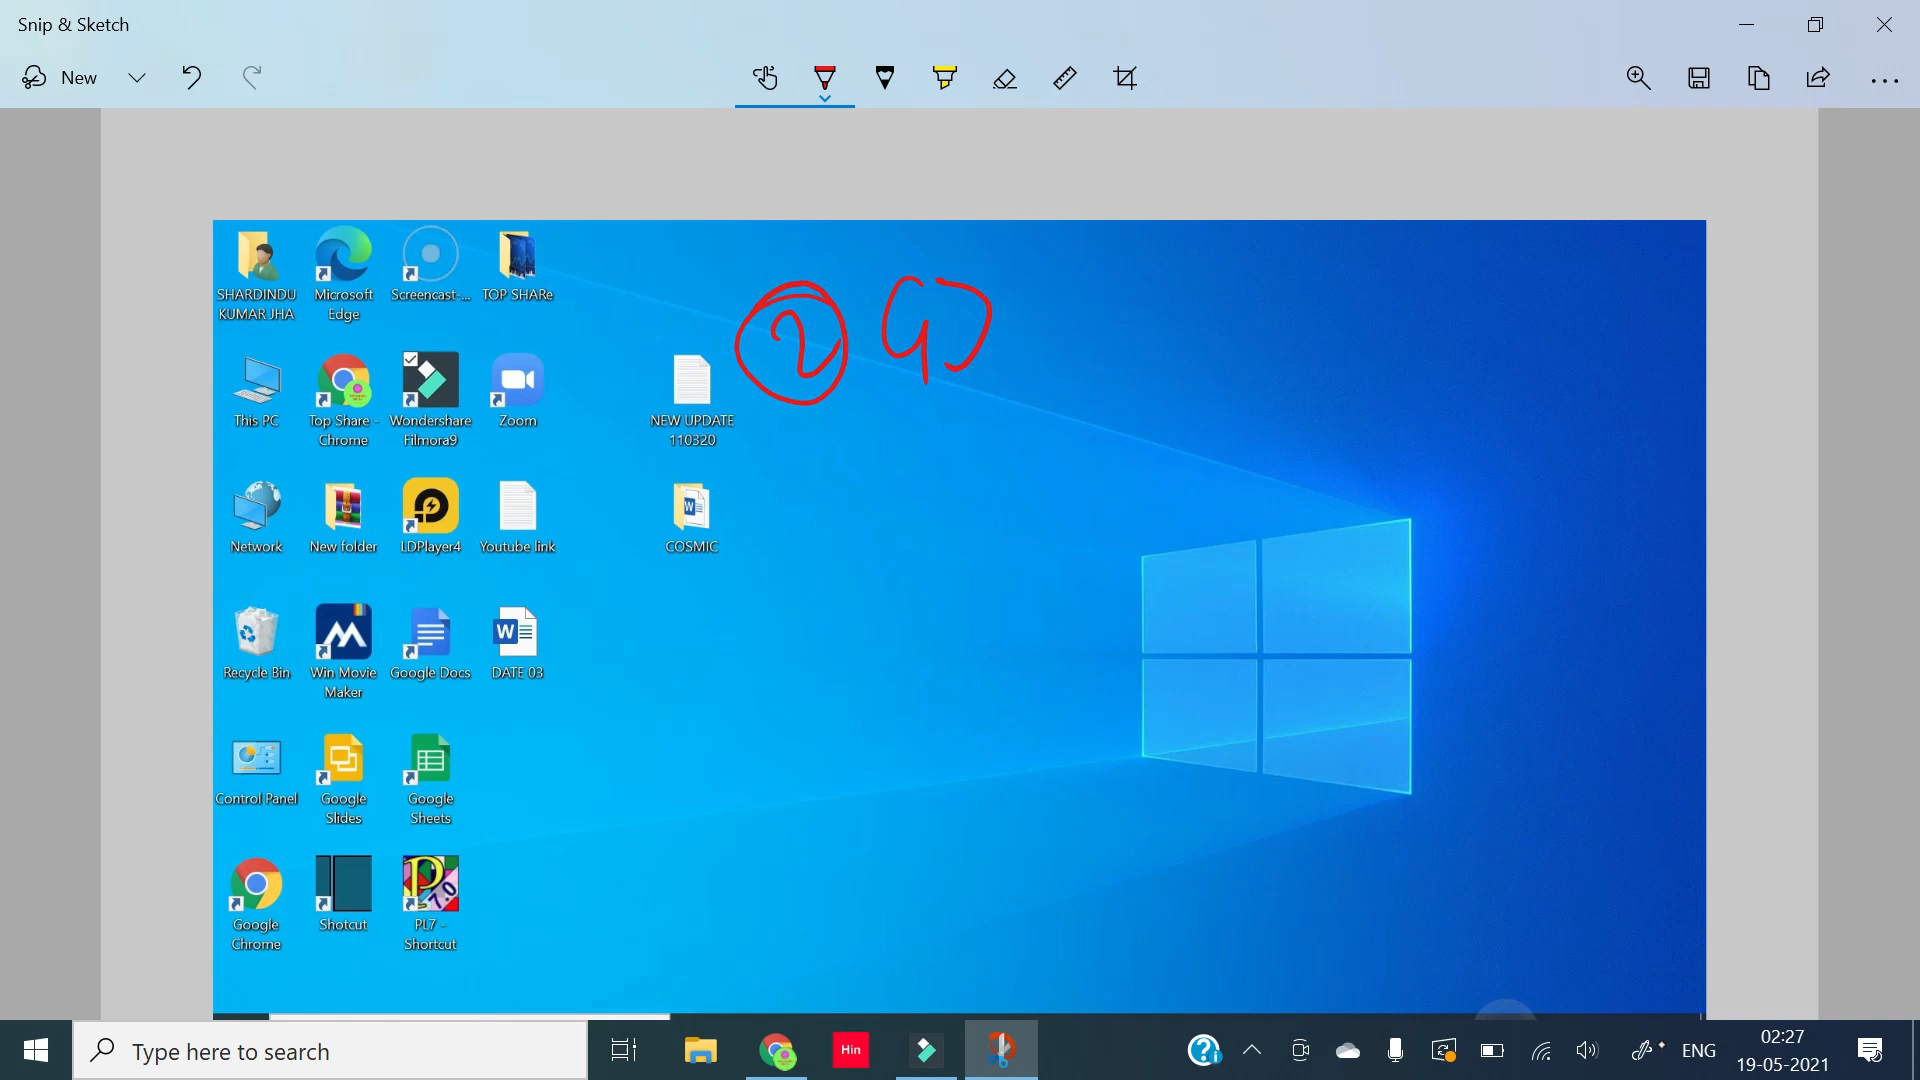 Snip & Sketch
New
SHARDINDU KUMAR JHA
Microsoft Edge
Screencast-...
TOP SHARe
2
This PC
Top Share - Chrome
Wondershare Filmora9
Zoom
NEW UPDATE 110320
Network
New folder
LDPlayer4
Youtube link
COSMIC
Recycle Bin
Win Movie Maker
Google Docs
DATE 03
Control Panel
Google Slides
Google Sheets
Google Chrome
Shotcut
PL7 - Shortcut
Type here to search
Hin
ENG
02:27
19-05-2021